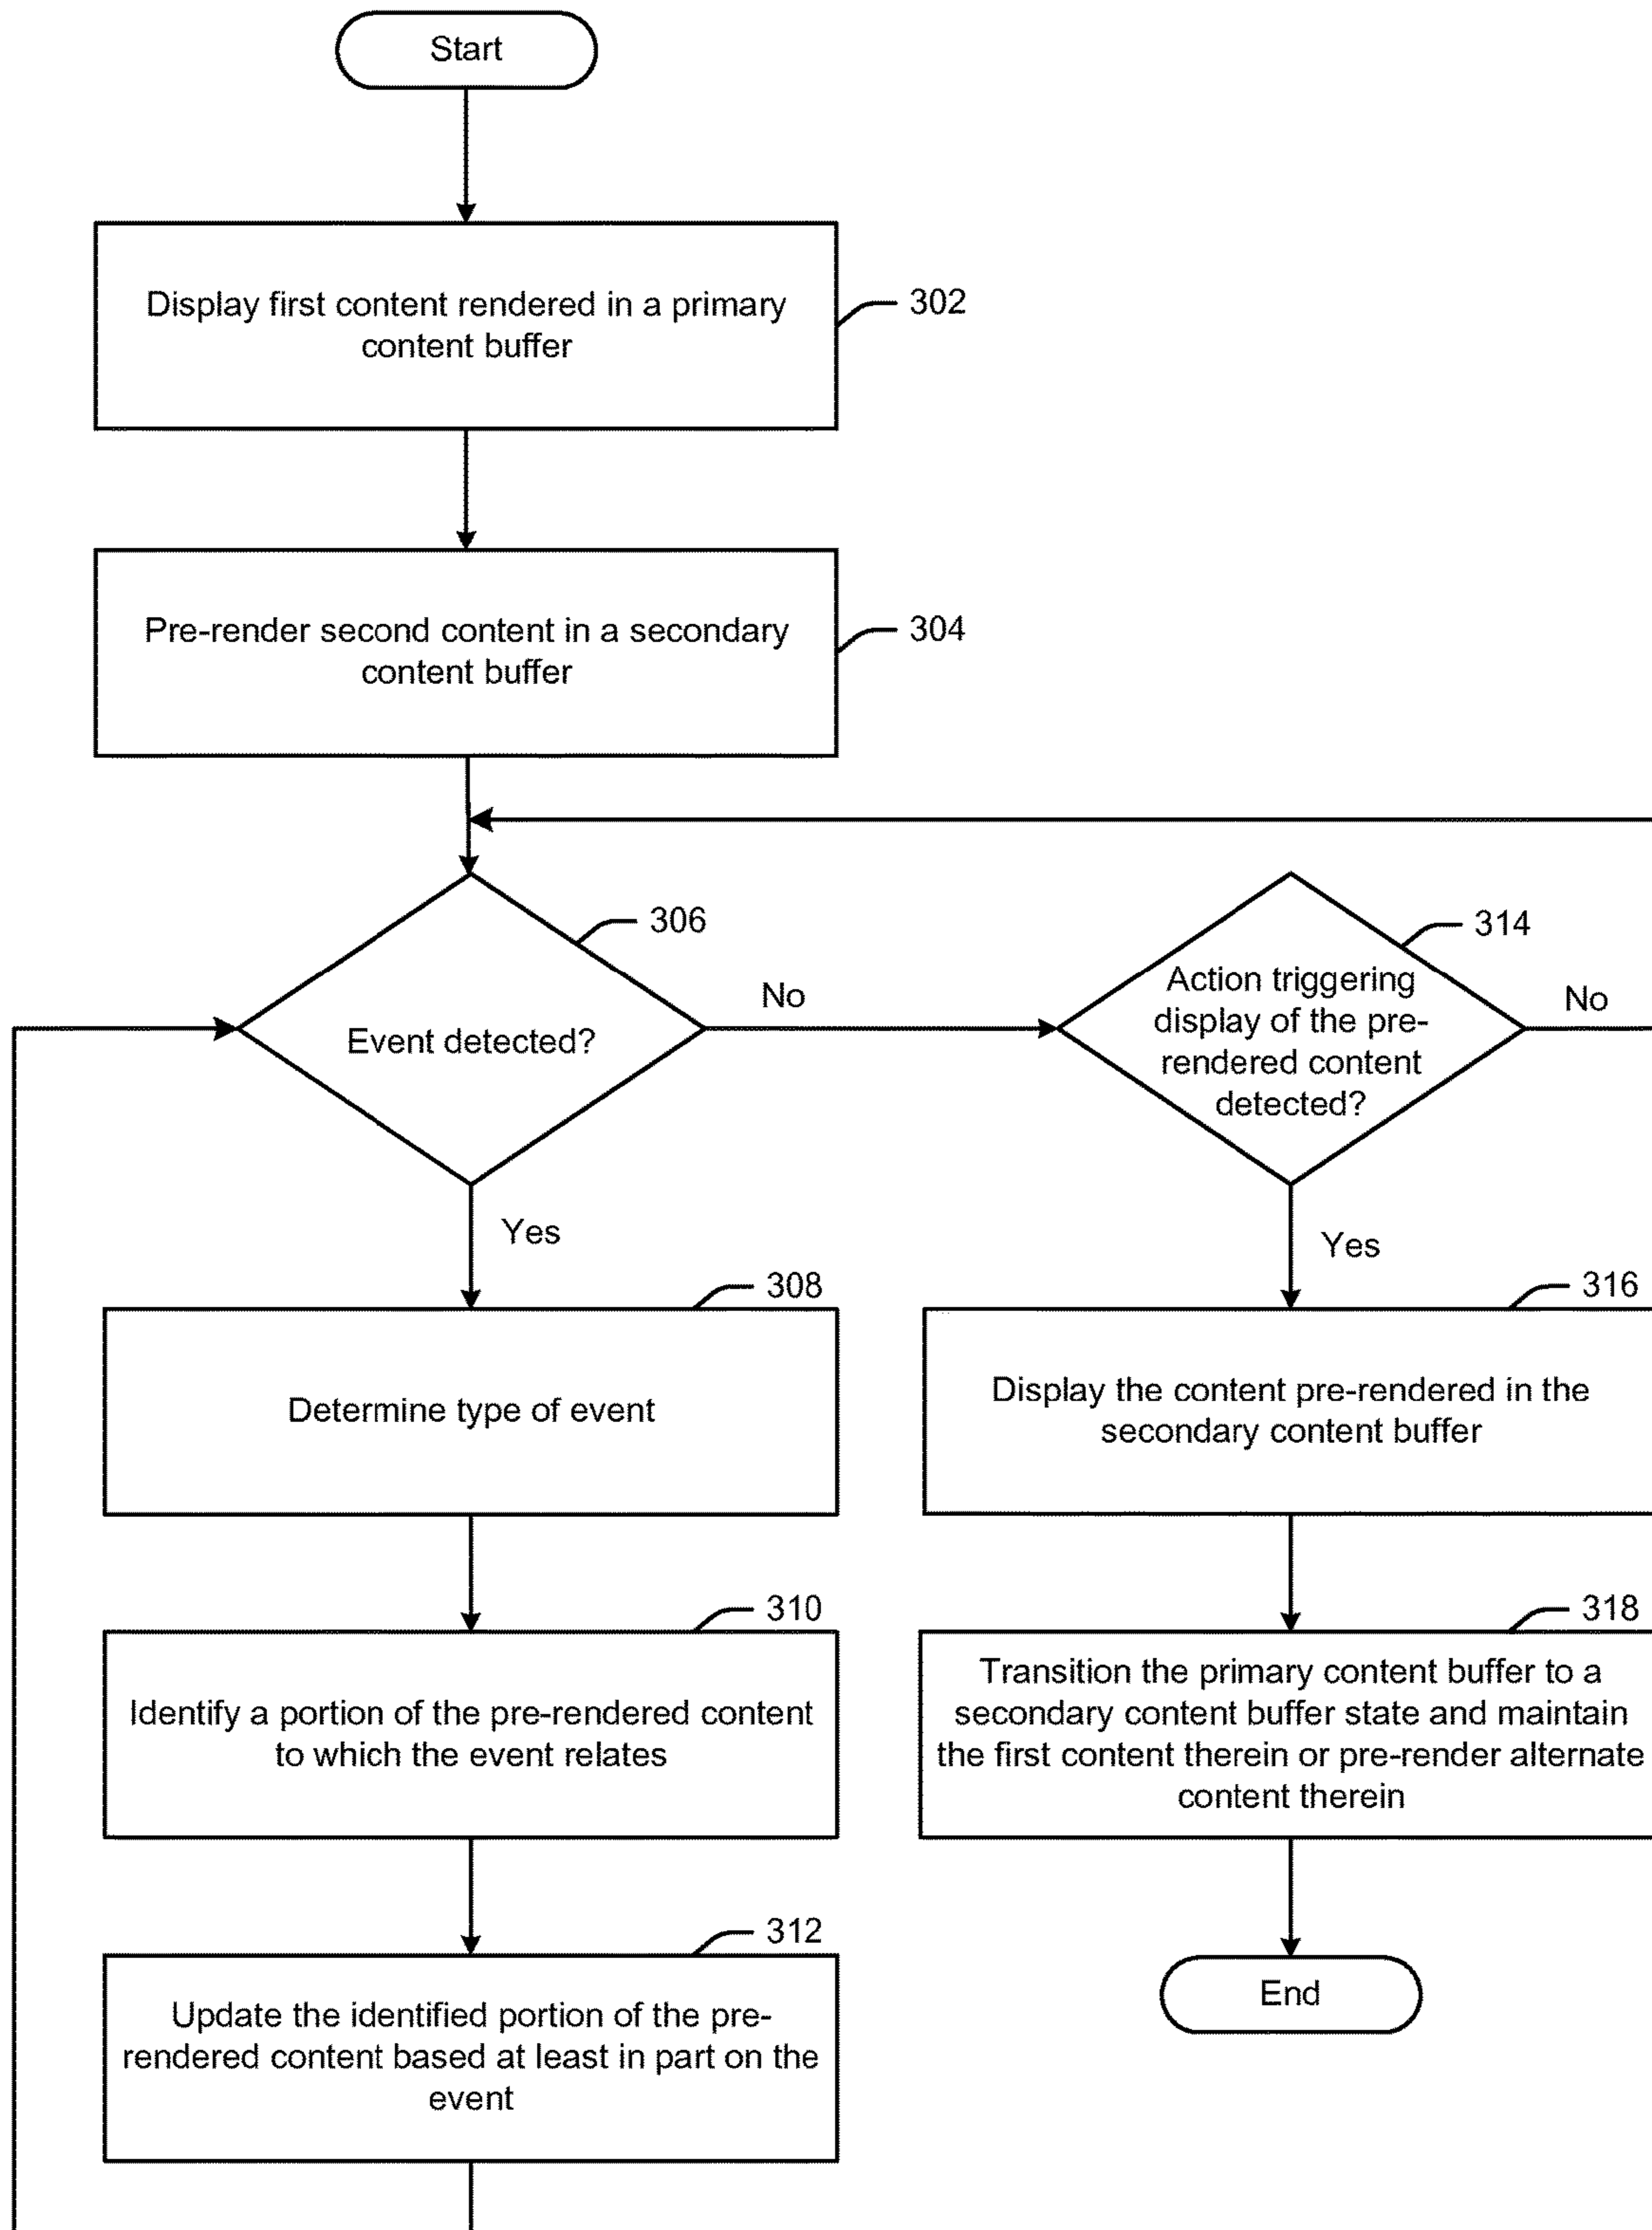 Start
Display first content rendered in a primary
content buffer
302
Pre-render second content in a secondary
content buffer
304
306
Event detected?
No
Yes
314
Action triggering
display of the pre-
rendered content
detected?
No
Yes
308
Determine type of event
316
Display the content pre-rendered in the
secondary content buffer
310
Identify a portion of the pre-rendered content
to which the event relates
318
Transition the primary content buffer to a
secondary content buffer state and maintain
the first content therein or pre-render alternate
content therein
312
Update the identified portion of the pre-
rendered content based at least in part on the
event
End